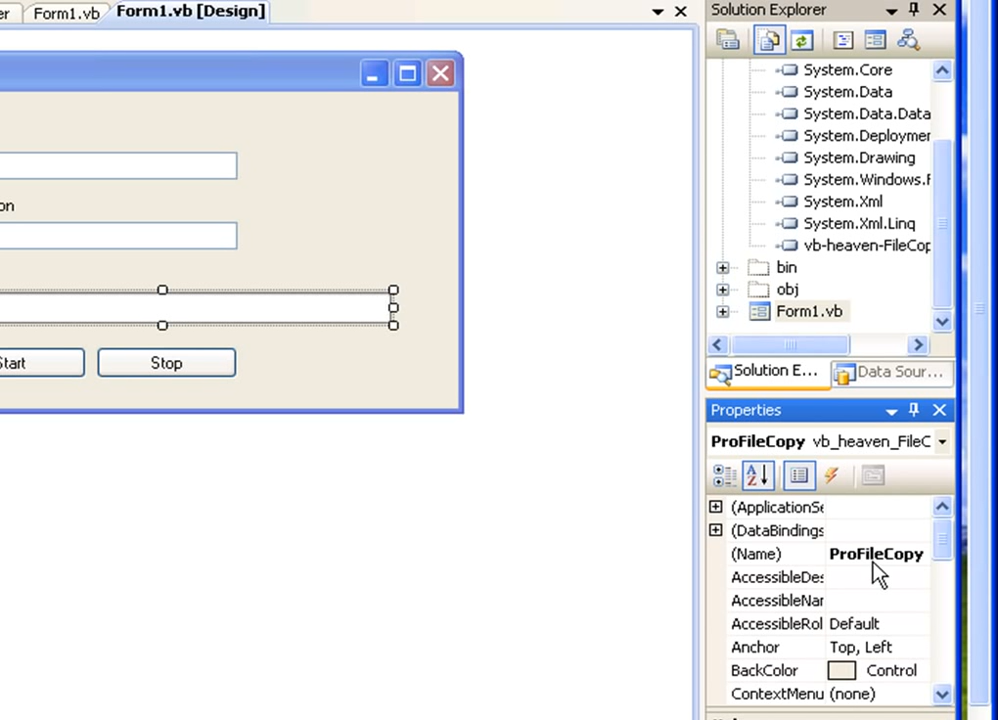 er
Form1.vb
Form1.vb [Design]
on
Start
Stop
Solution Explorer
System.Core
System.Data
System.Data.Data
System.Deployme
System.Drawing
System.Windows.F
System.Xml
System.Xml.Linq
vb-heaven-FileCop
bin
obj
Form1.vb
Solution E...
Data Sour...
Properties
ProFileCopy vb_heaven_FileC
(ApplicationSe
(DataBindings
(Name) ProFileCopy
AccessibleDes
AccessibleNar
AccessibleRol Default
Anchor Top, Left
BackColor Control
ContextMenu (none)